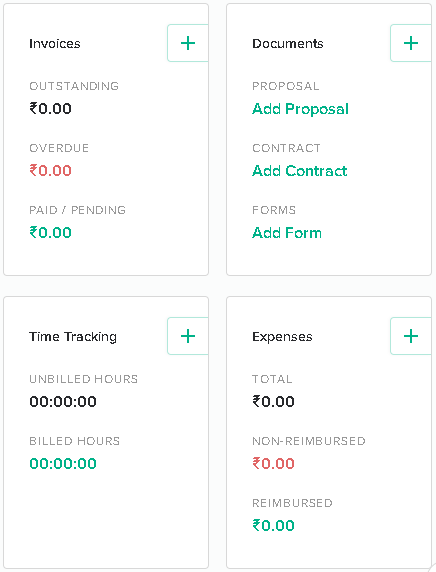 Invoices
+
OUTSTANDING
₹0.00
OVERDUE
₹0.00
PAID / PENDING
₹0.00
Documents
+
PROPOSAL
Add Proposal
CONTRACT
Add Contract
FORMS
Add Form
Time Tracking
+
UNBILLED HOURS
00:00:00
BILLED HOURS
00:00:00
Expenses
+
TOTAL
₹0.00
NON-REIMBURSED
₹0.00
REIMBURSED
₹0.00